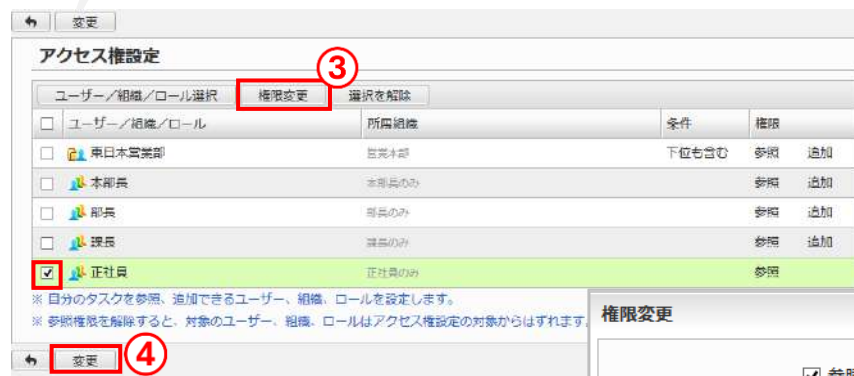 変更
アクセス権設定
③
ユーザー/組織/ロール選択 権限変更 選択を解除
ユーザー/組織/ロール 所属組織 条件 権限
東日本営業部 営業本部 下位も含む 参照 追加
本部長 本部長のみ 参照 追加
部長 部長のみ 参照 追加
課長 課長のみ 参照 追加
正社員 正社員のみ 参照
※ 自分のタスクを参照、追加できるユーザー、組織、ロールを設定します。
※ 参照権限を解除すると、対象のユーザー、組織、ロールはアクセス権設定の対象からはずれます。
権限変更
変更 ④
参照